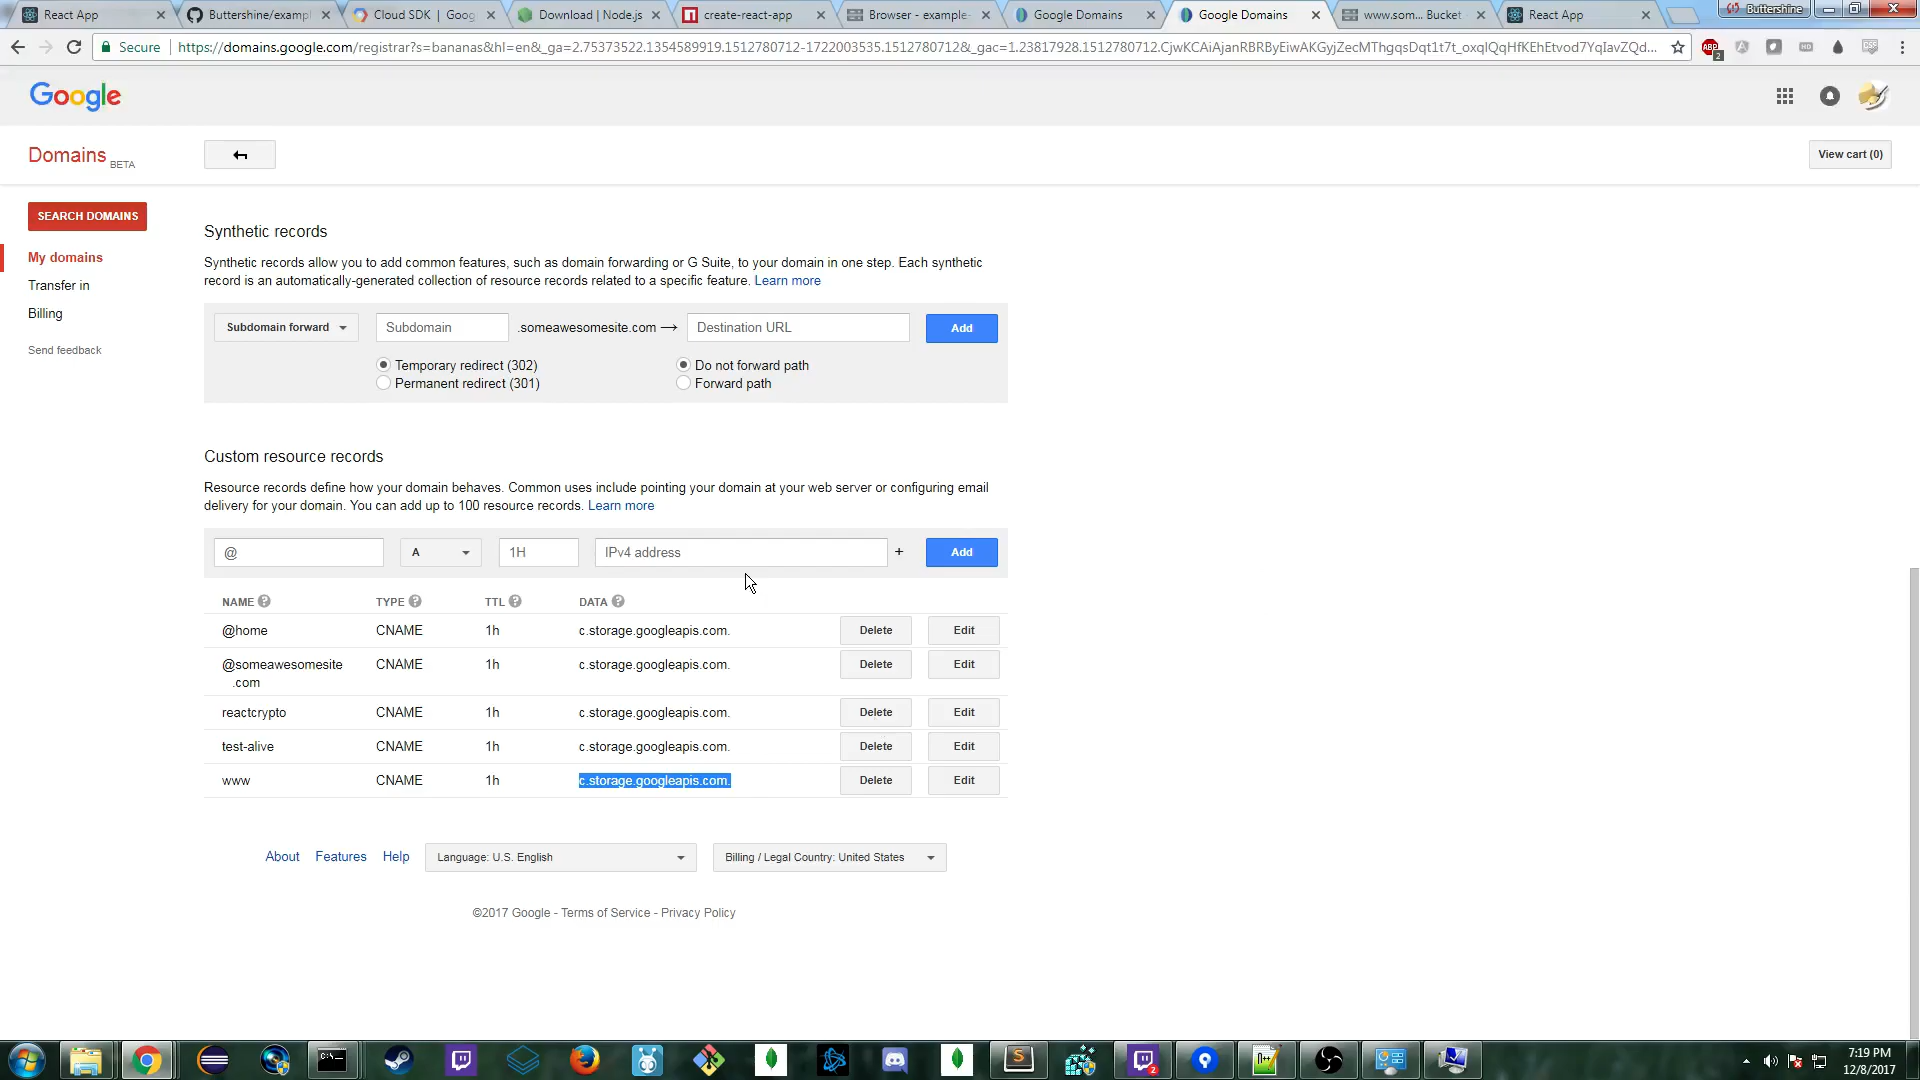 React App
Buttershine/exampl
Cloud SDK | Goog
Download | Node.js
create-react-app
Browser - example-
Google Domains
Google Domains
www.som... Bucket
React App
Buttershine
Secure
https://domains.google.com/registrar?s=bananas&hl=en&_ga=2.75373522.1354589919.1512780712-1722003535.1512780712&_gac=1.23817928.1512780712.CjwKCAiAjanRBRByEiwAKGyjZecMThgqsDqt1t7t_oxqlQqHfKEhEtvod7YqIavZQd...
ABP
2
HD
CSS
Google
Domains BETA
View cart (0)
SEARCH DOMAINS
My domains
Transfer in
Billing
Send feedback
Synthetic records
Synthetic records allow you to add common features, such as domain forwarding or G Suite, to your domain in one step. Each synthetic
record is an automatically-generated collection of resource records related to a specific feature. Learn more
Subdomain forward
Subdomain
.someawesomesite.com →
Destination URL
Add
Temporary redirect (302)
Do not forward path
Permanent redirect (301)
Forward path
Custom resource records
Resource records define how your domain behaves. Common uses include pointing your domain at your web server or configuring email
delivery for your domain. You can add up to 100 resource records. Learn more
@
A
1H
IPv4 address
+
Add
NAME ? TYPE ? TTL ? DATA ?
@home CNAME 1h c.storage.googleapis.com. Delete Edit
@someawesomesite CNAME 1h c.storage.googleapis.com. Delete Edit
.com
reactcrypto CNAME 1h c.storage.googleapis.com. Delete Edit
test-alive CNAME 1h c.storage.googleapis.com. Delete Edit
www CNAME 1h c.storage.googleapis.com. Delete Edit
About Features Help
Language: U.S. English
Billing / Legal Country: United States
©2017 Google - Terms of Service - Privacy Policy
7:19 PM
12/8/2017